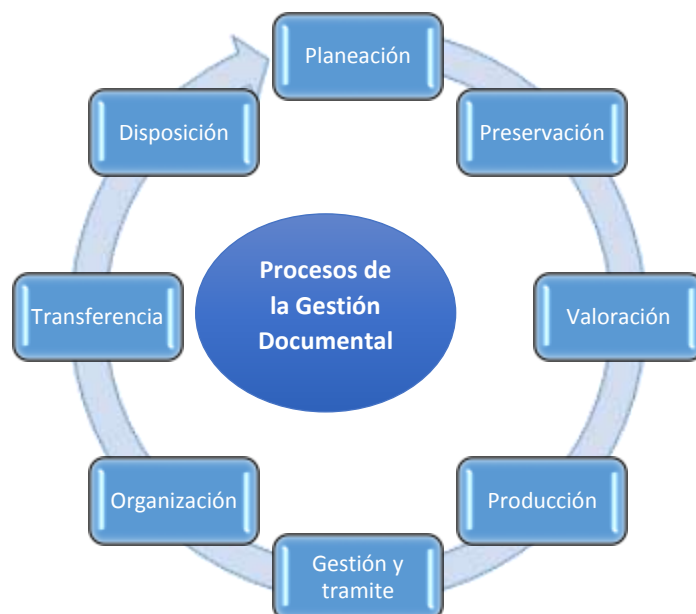 Planeación
Preservación
Valoración
Producción
Gestión y
tramite
Organización
Transferencia
Disposición
Procesos de
la Gestión
Documental